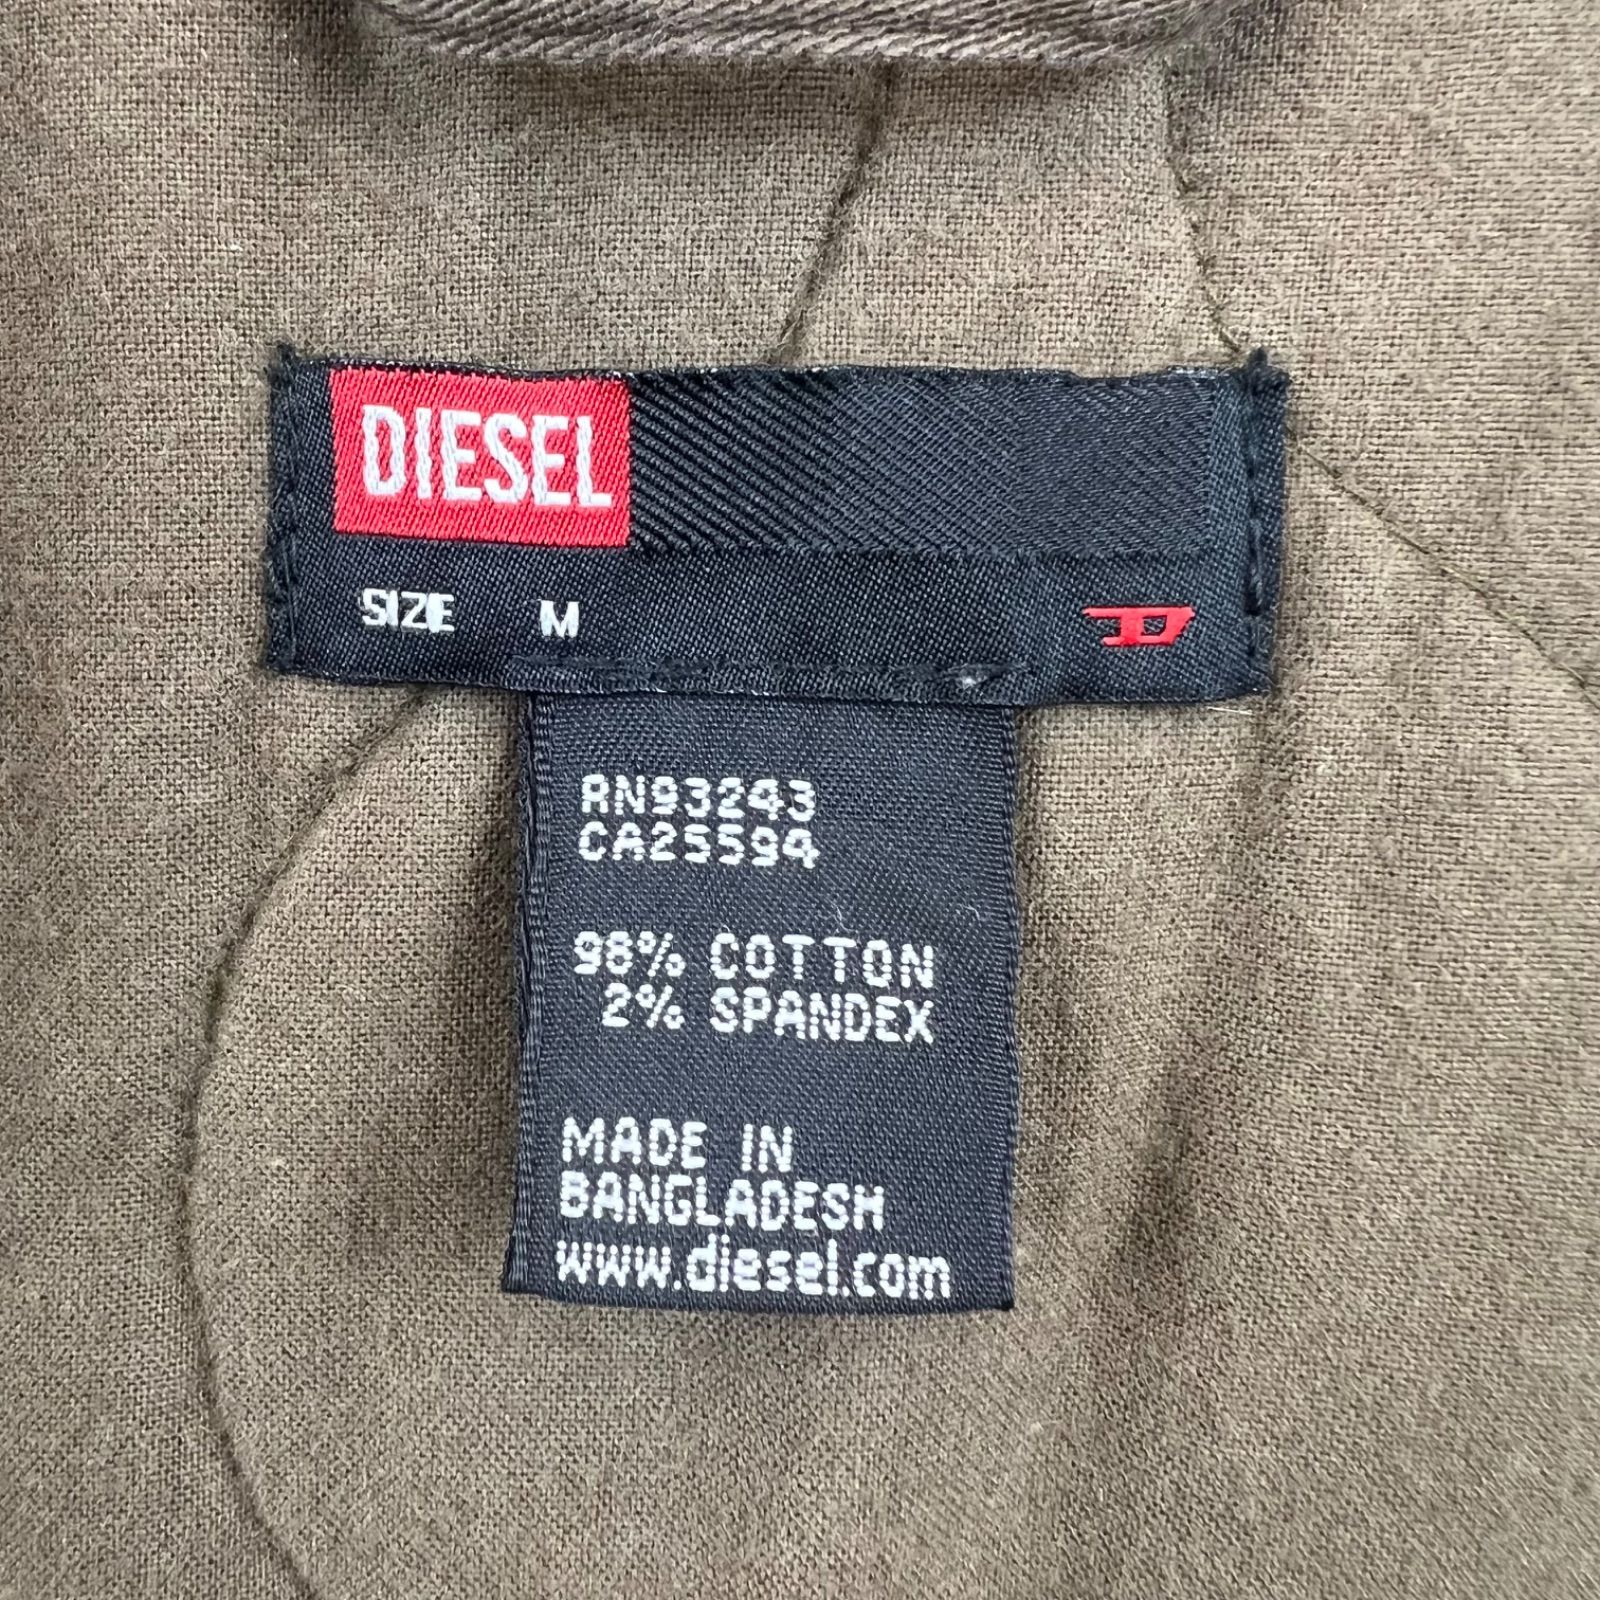 DIESEL
SIZE M
D
RN93243
CA25594
98% COTTON
2% SPANDEX
MADE IN
BANGLADESH
www.diesel.com